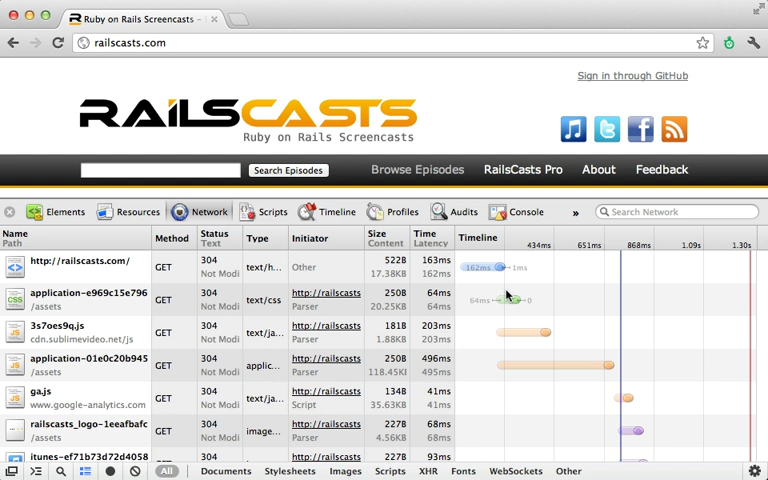 Ruby on Rails Screencasts -
railscasts.com
Sign in through GitHub
RAILSCASTS
Ruby on Rails Screencasts
Search Episodes
Browse Episodes RailsCasts Pro About Feedback
Elements Resources Network Scripts Timeline Profiles Audits Console » Search Network
Name Path Method Status Text Type Initiator Size Content Time Latency Timeline 434ms 651ms 868ms 1.09s 1.30s
http://railscasts.com/ GET 304 text/h... Other 522B 163ms
Not Modi 17.38KB 162ms 162ms 1ms
application-e969c15e796 GET 304 text/css http://railscasts 250B 64ms
/assets Not Modi Parser 20.25KB 64ms 64ms 0
3s7oes9q.js GET 304 text/ja... http://railscasts 181B 203ms
cdn.sublimevideo.net/js Not Modi Parser 1.88KB 203ms
application-01e0c20b945 GET 304 applic... http://railscasts 250B 496ms
/assets Not Modi Parser 118.45KI 495ms
ga.js GET 304 text/ja... http://railscasts 134B 41ms
www.google-analytics.com Not Modi Script 35.63KB 41ms
railscasts_logo-1eeafbafc GET 304 image... http://railscasts 227B 68ms
/assets Not Modi Parser 4.56KB 68ms
itunes-ef71b73d72d4058 304 http://railscasts 227B 93ms
All Documents Stylesheets Images Scripts XHR Fonts WebSockets Other